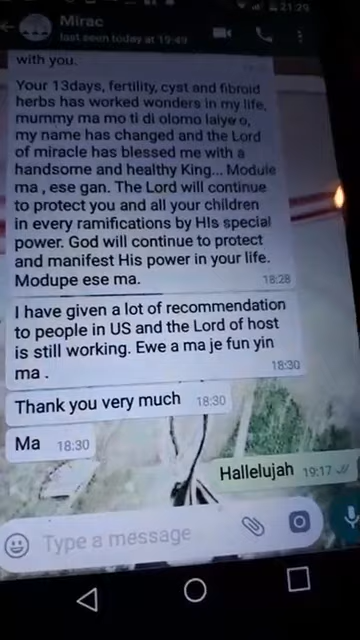 21:29
Mirac
last seen today at 19:49
with you.
Your 13days, fertility, cyst and fibroid
herbs has worked wonders in my life,
mummy ma mo ti di olomo laiye o,
my name has changed and the Lord
of miracle has blessed me with a
handsome and healthy King... Module
ma , ese gan. The Lord will continue
to protect you and all your children
in every ramifications by HIs special
power. God will continue to protect
and manifest His power in your life.
Modupe ese ma. 18:28
I have given a lot of recommendation
to people in US and the Lord of host
is still working. Ewe a ma je fun yin
ma . 18:30
Thank you very much 18:30
Ma 18:30
Hallelujah 19:17
Type a message